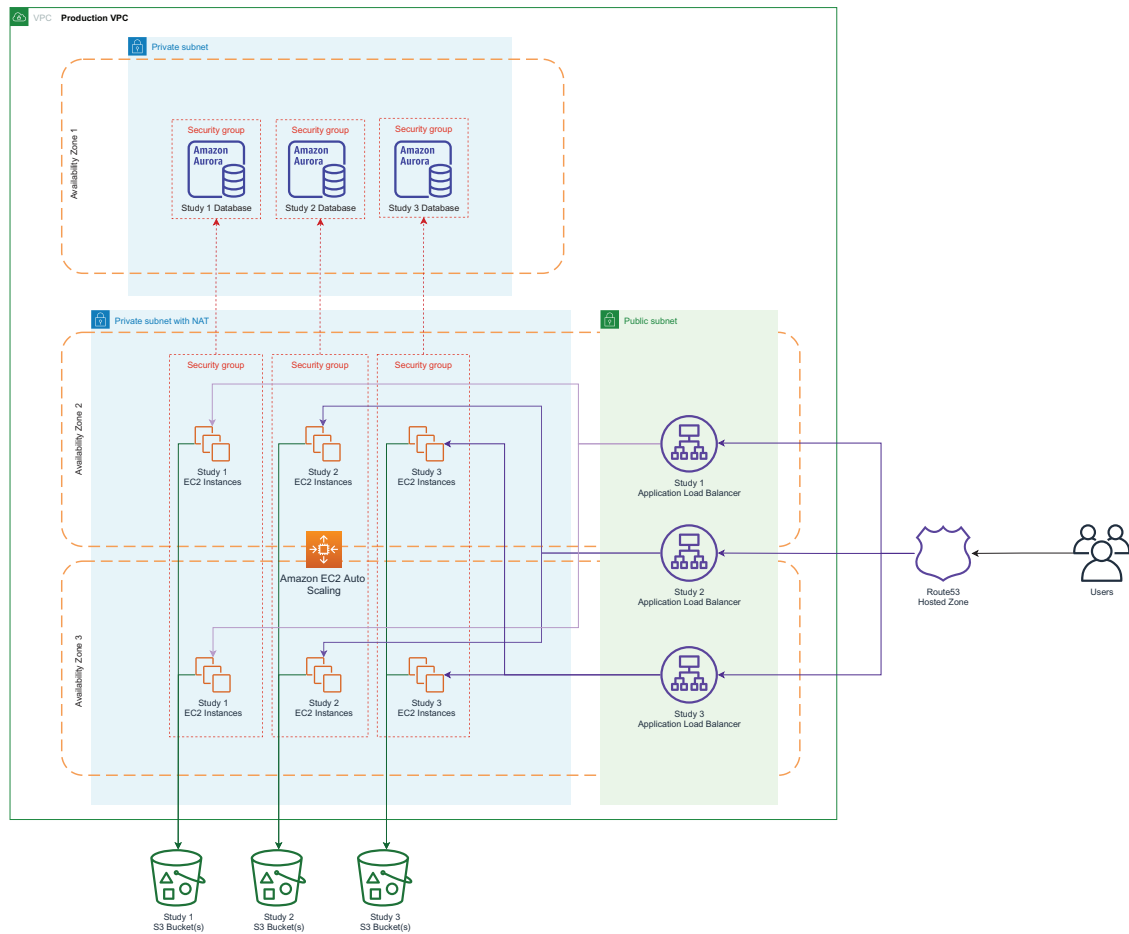 VPC Production VPC
Private subnet
Availability Zone 1
Security group
Security group
Security group
Amazon
Aurora
Amazon
Aurora
Amazon
Aurora
Study 1 Database
Study 2 Database
Study 3 Database
Private subnet with NAT
Public subnet
Availability Zone 2
Security group
Security group
Security group
Study 1
EC2 Instances
Study 2
EC2 Instances
Study 3
EC2 Instances
Study 1
Application Load Balancer
Amazon EC2 Auto
Scaling
Study 2
Application Load Balancer
Route53
Hosted Zone
Users
Availability Zone 3
Study 1
EC2 Instances
Study 2
EC2 Instances
Study 3
EC2 Instances
Study 3
Application Load Balancer
Study 1
S3 Bucket(s)
Study 2
S3 Bucket(s)
Study 3
S3 Bucket(s)